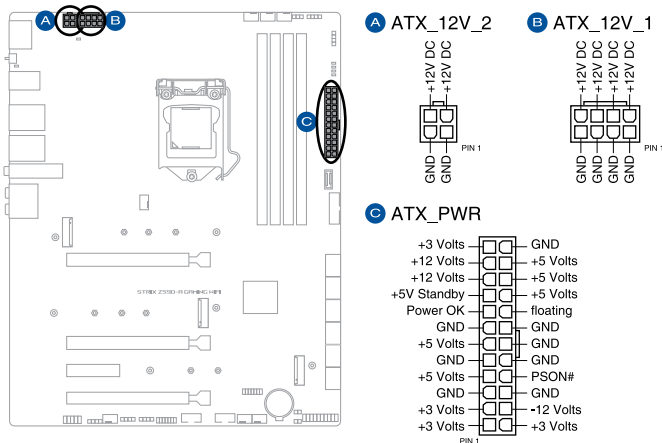 A
B
C
STRIX Z590-A GAMING WIFI
A ATX_12V_2
+12V DC
+12V DC
GND
GND
PIN 1
B ATX_12V_1
+12V DC
+12V DC
+12V DC
+12V DC
GND
GND
GND
GND
PIN 1
C ATX_PWR
+3 Volts GND
+12 Volts +5 Volts
+12 Volts +5 Volts
+5V Standby +5 Volts
Power OK floating
GND GND
+5 Volts GND
GND GND
+5 Volts PSON#
GND GND
+3 Volts -12 Volts
+3 Volts +3 Volts
PIN 1